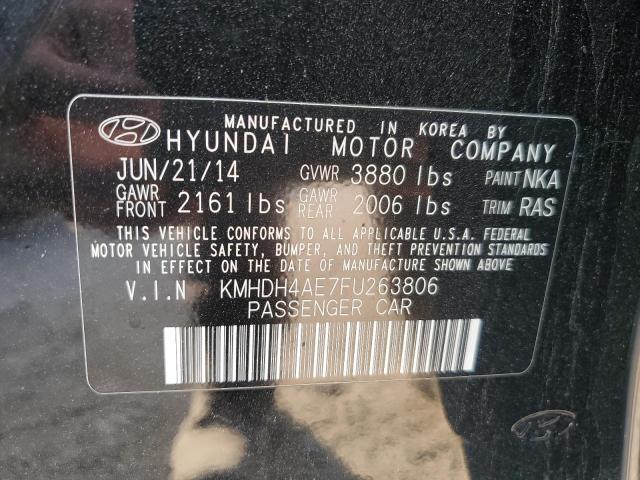 MANUFACTURED IN KOREA BY
HYUNDAI MOTOR COMPANY
JUN/21/14 GVWR 3880 lbs PAINT NKA
GAWR FRONT 2161 lbs GAWR REAR 2006 lbs TRIM RAS
THIS VEHICLE CONFORMS TO ALL APPLICABLE U.S.A. FEDERAL
MOTOR VEHICLE SAFETY, BUMPER, AND THEFT PREVENTION STANDARDS
IN EFFECT ON THE DATE OF MANUFACTURE SHOWN ABOVE
V.I.N KMHDH4AE7FU263806
PASSENGER CAR